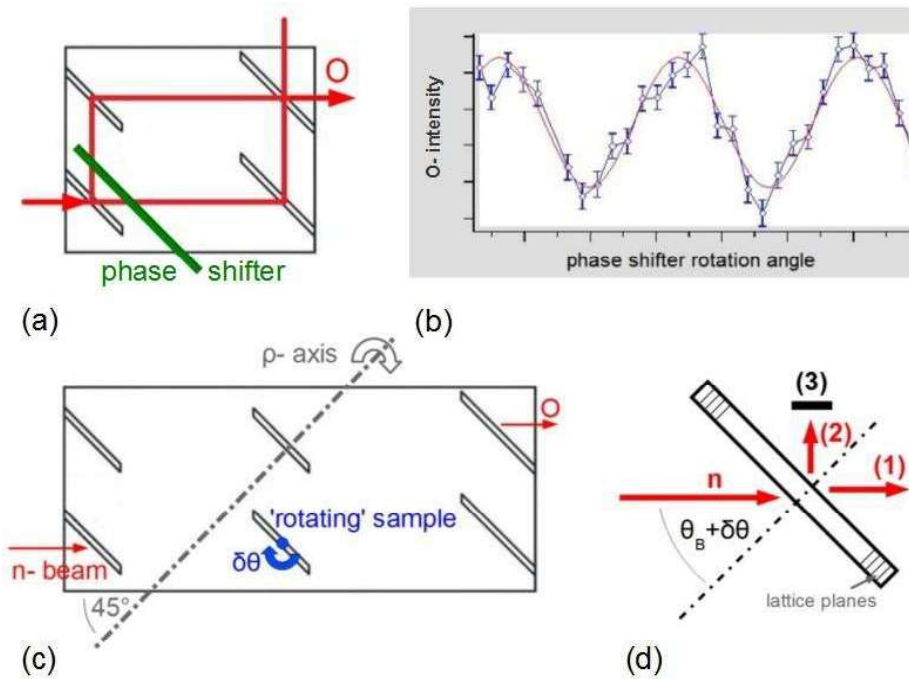 O
phase shifter
(a)
O- intensity
phase shifter rotation angle
(b)
ρ- axis
O
'rotating' sample
δθ
n- beam
45°
(c)
(3)
(2)
(1)
n
θB+δθ
lattice planes
(d)